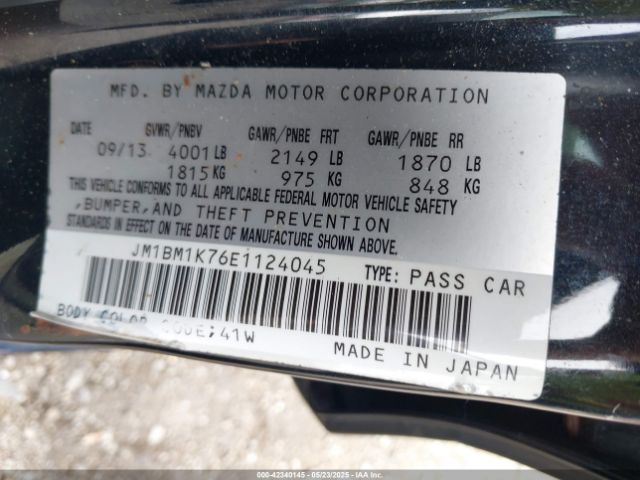 MFD. BY MAZDA MOTOR CORPORATION
DATE GVWR/PNBV GAWR/PNBE FRT GAWR/PNBE RR
09/13 4001 LB 2149 LB 1870 LB
1815 KG 975 KG 848 KG
THIS VEHICLE CONFORMS TO ALL APPLICABLE FEDERAL MOTOR VEHICLE SAFETY
,BUMPER,AND THEFT PREVENTION
STANDARDS IN EFFECT ON THE DATE OF MANUFACTURE SHOWN ABOVE.
JM1BM1K76E1124045 TYPE: PASS CAR
BODY COLOR CODE;41W
MADE IN JAPAN
000-42340145 - 05/23/2025 - IAA Inc. - Copart